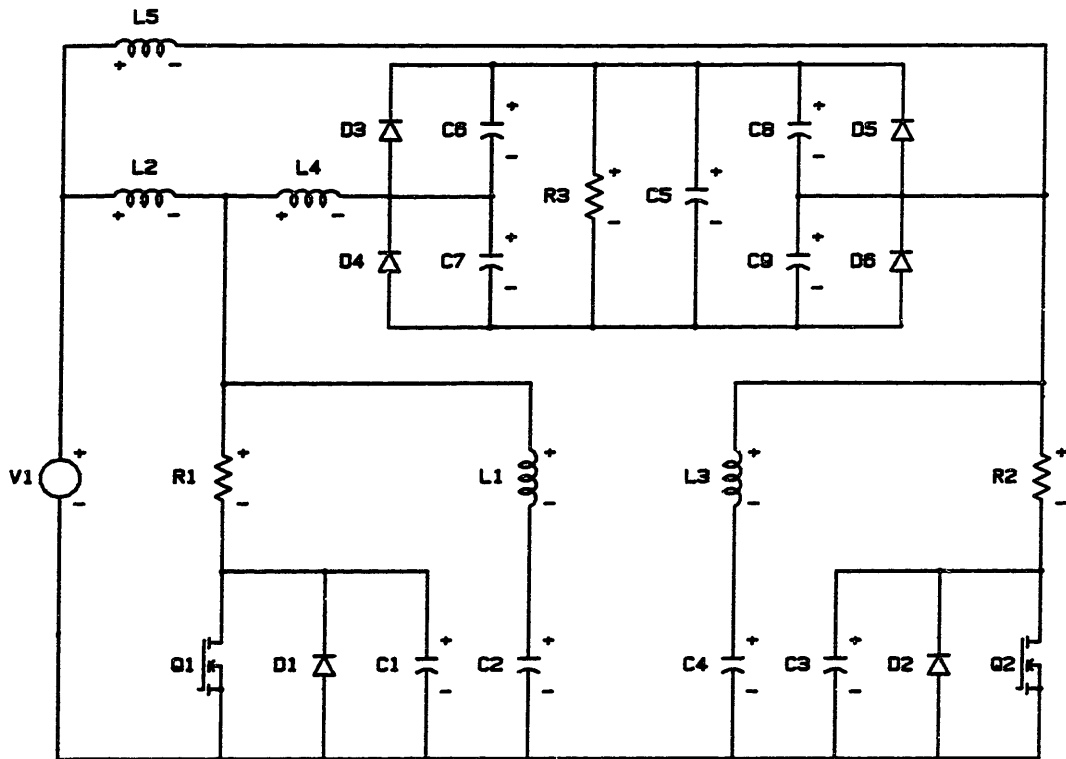 L5
+ -
+ +
D3 C6 C8 D5
- -
L2 L4
+ +
R3 C5
+ - + - - -
+ +
D4 C7 C9 D6
- -
+ + + + +
V1 R1 L1 L3 R2
- - - - -
+ + + +
Q1 D1 C1 C2 C4 C3 D2 Q2
- - - -